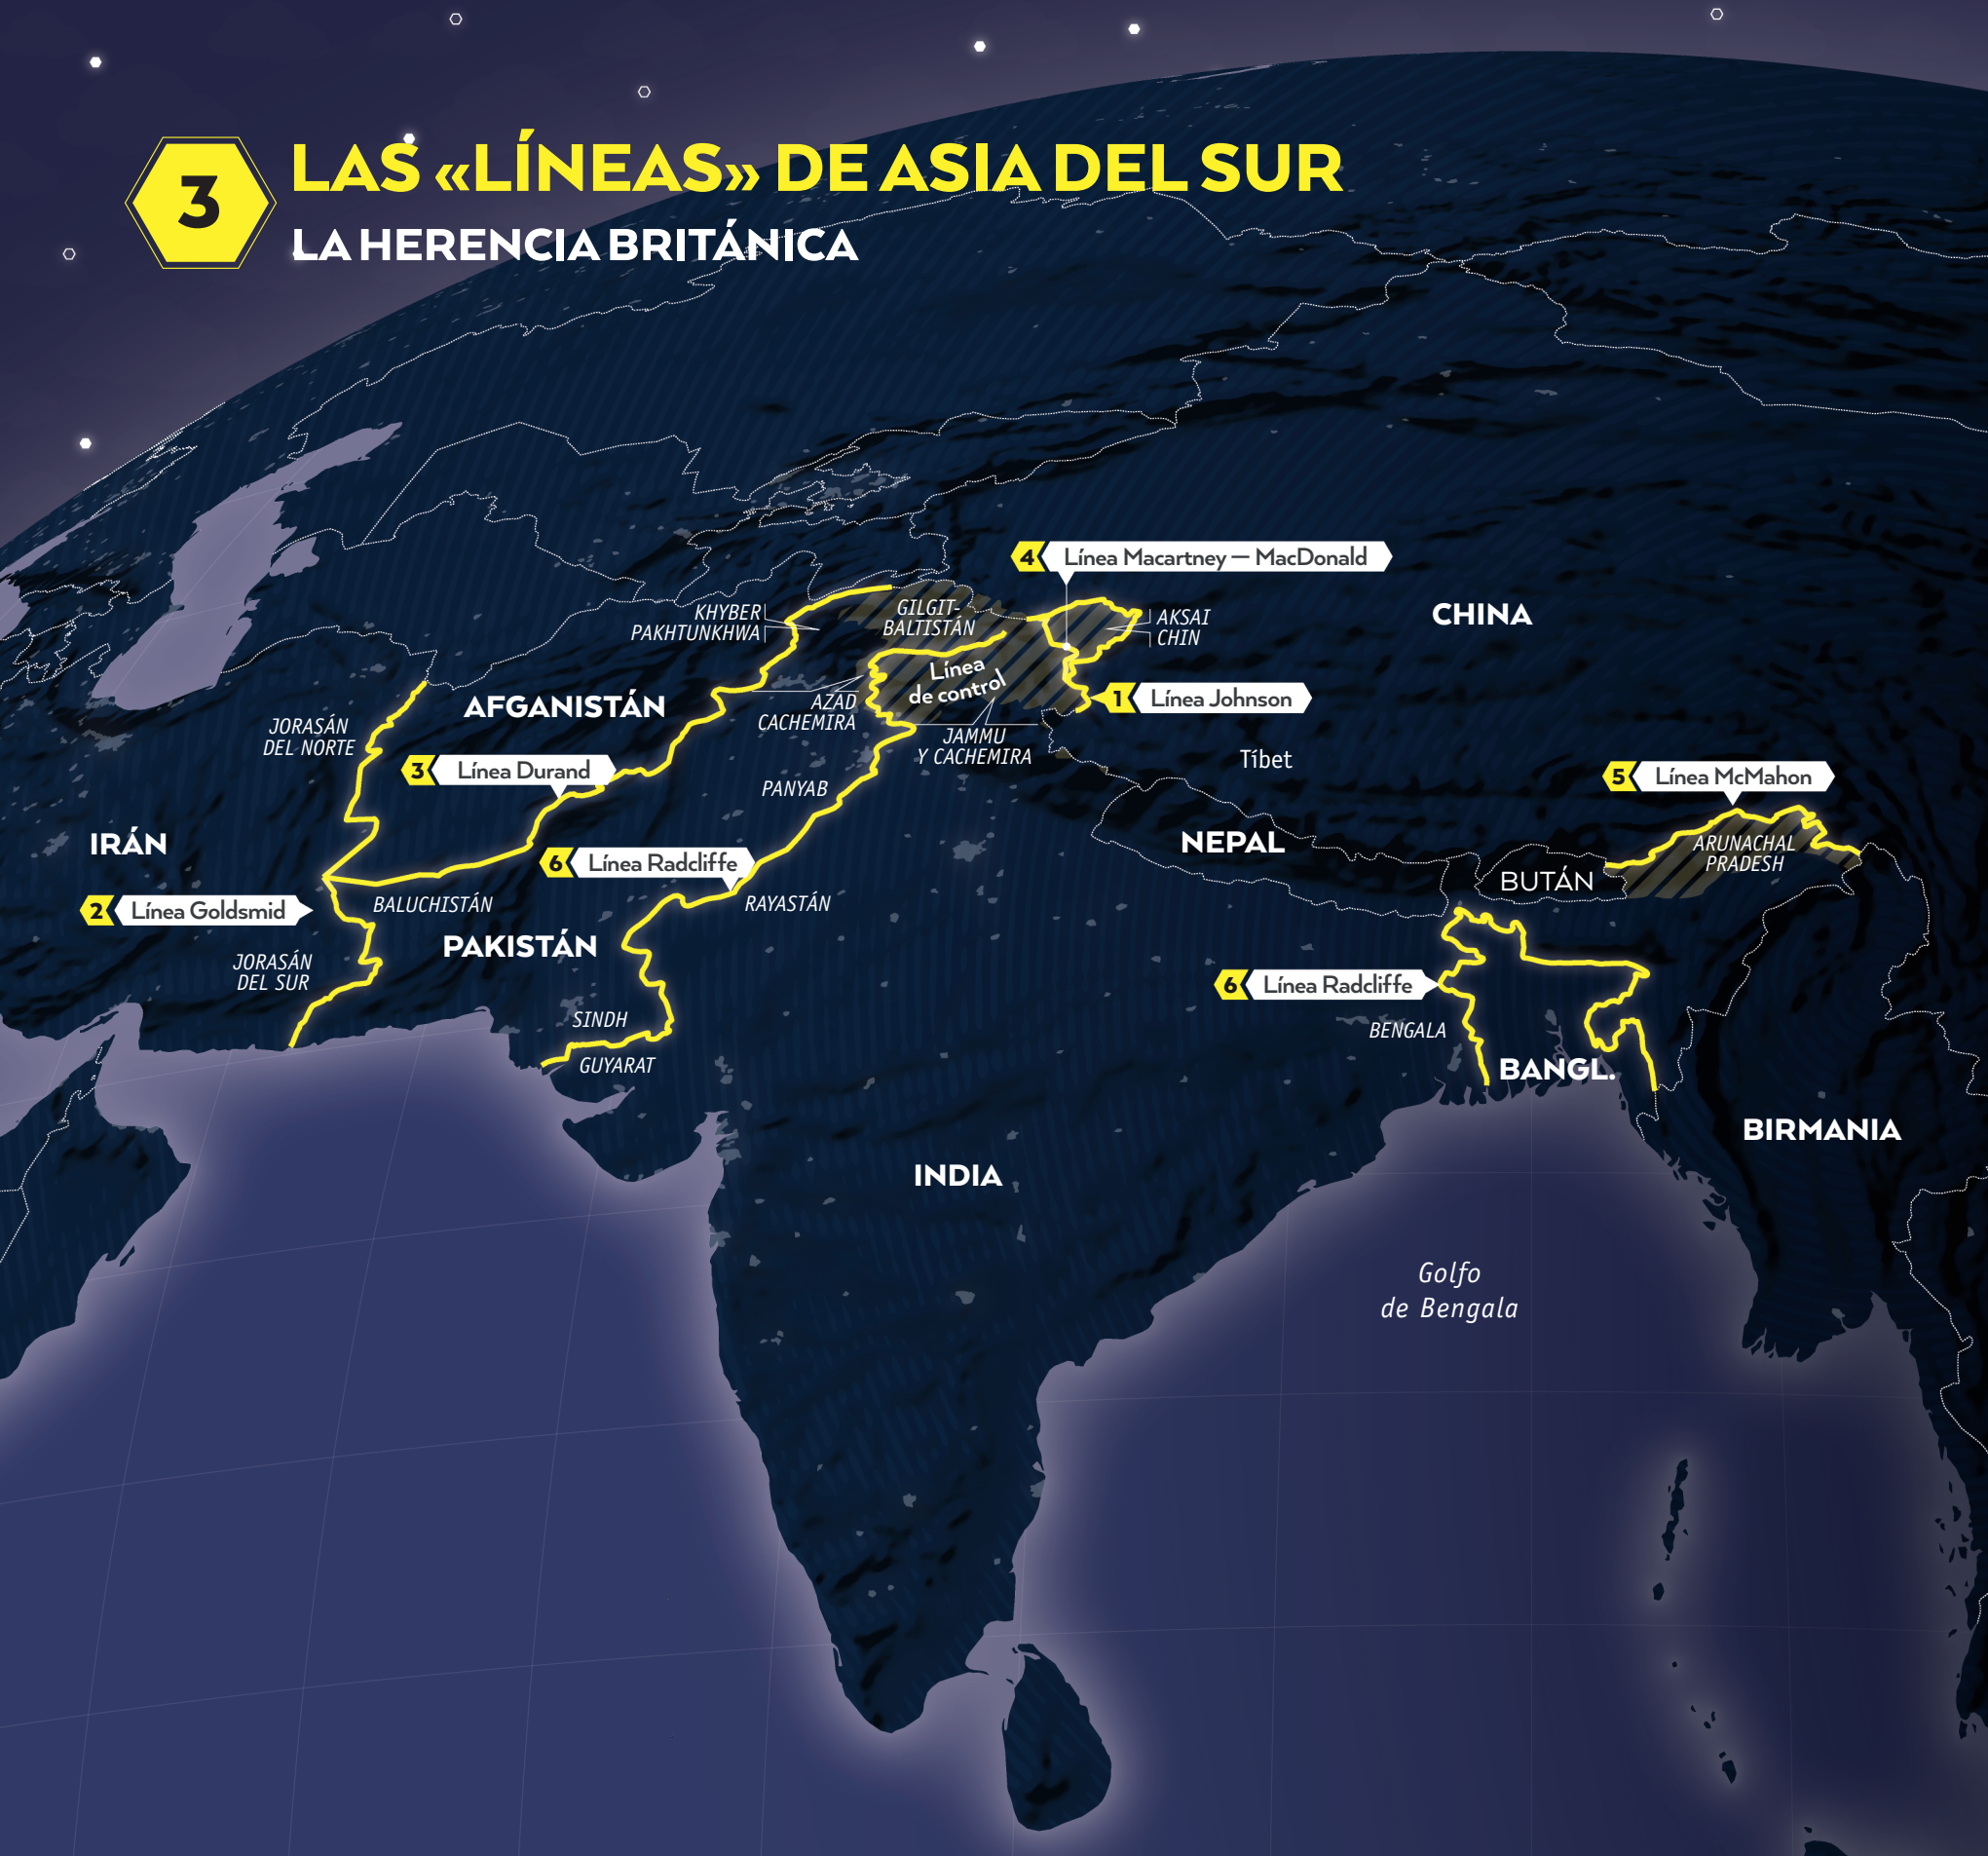 3
LAS «LÍNEAS» DE ASIA DEL SUR
LA HERENCIA BRITÁNICA
4 Línea Macartney — MacDonald
KHYBER
PAKHTUNKHWA
GILGIT-
BALTISTÁN
AKSAI
CHIN
CHINA
Línea
de control
1 Línea Johnson
AFGANISTÁN
AZAD
CACHEMIRA
JAMMU
Y CACHEMIRA
JORASÁN
DEL NORTE
Tíbet
3 Línea Durand
PANYAB
5 Línea McMahon
IRÁN
NEPAL
ARUNACHAL
PRADESH
6 Línea Radcliffe
BUTÁN
2 Línea Goldsmid
BALUCHISTÁN
RAYASTÁN
PAKISTÁN
JORASÁN
DEL SUR
6 Línea Radcliffe
SINDH
BENGALA
GUYARAT
BANGL.
BIRMANIA
INDIA
Golfo
de Bengala